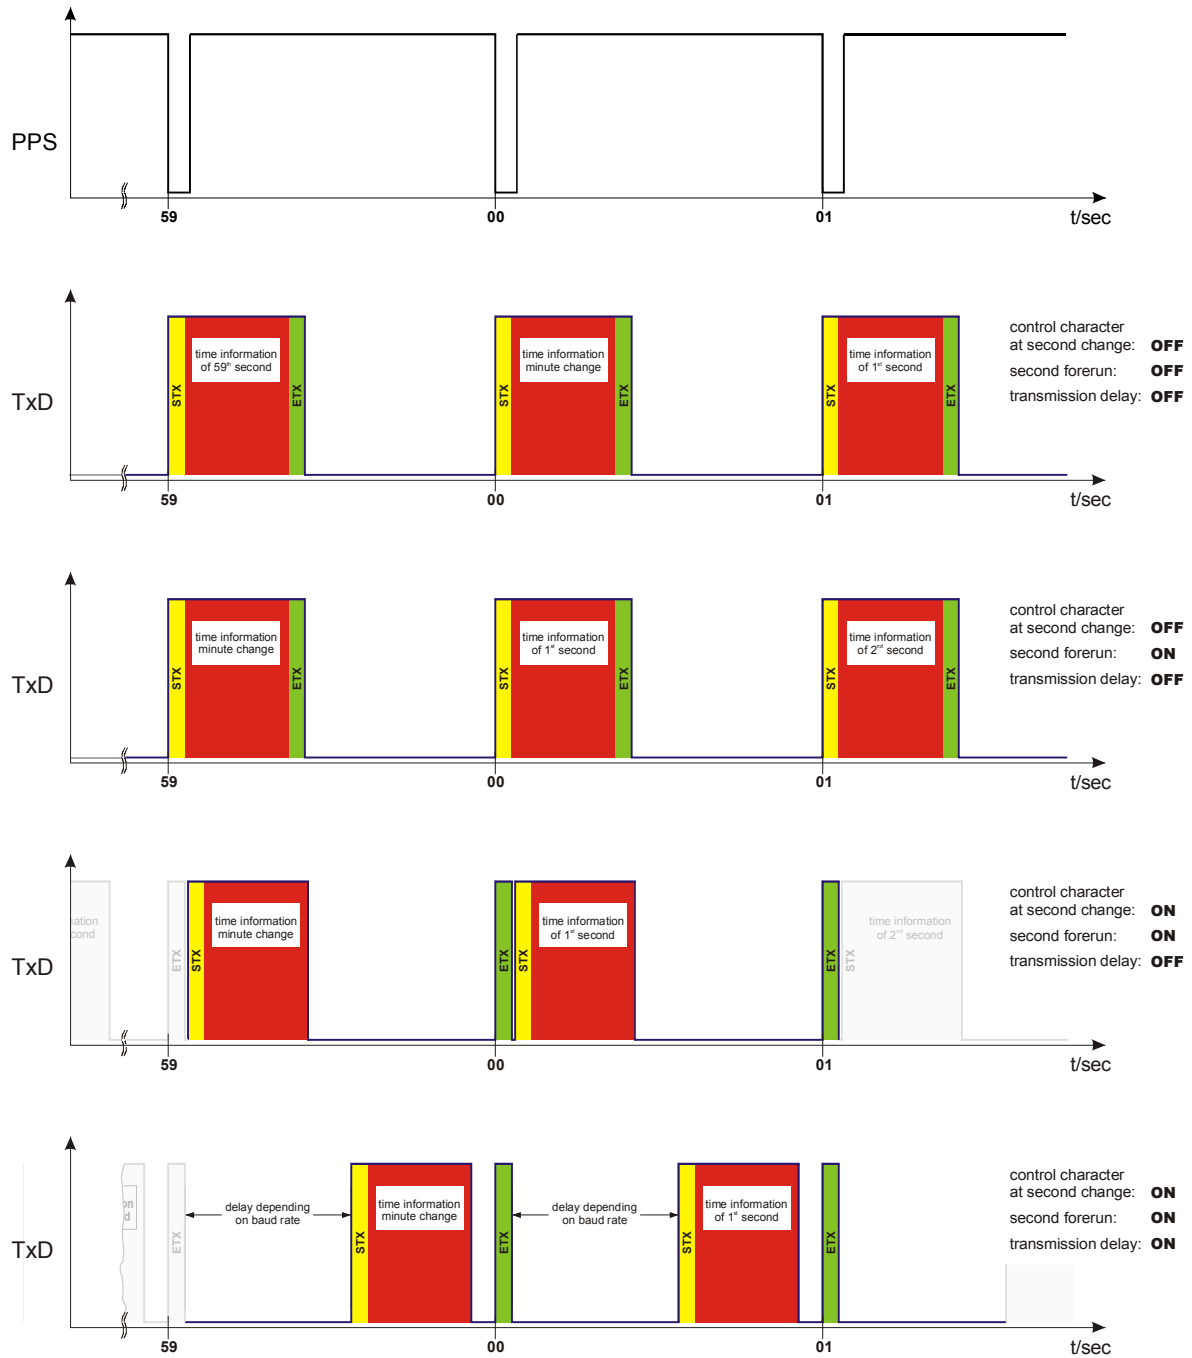 PPS
59
00
01
t/sec
TxD
STX
time information
of 59th second
ETX
STX
time information
minute change
ETX
STX
time information
of 1st second
ETX
control character
at second change: OFF
second forerun: OFF
transmission delay: OFF
59
00
01
t/sec
TxD
STX
time information
minute change
ETX
STX
time information
of 1st second
ETX
STX
time information
of 2nd second
ETX
control character
at second change: OFF
second forerun: ON
transmission delay: OFF
59
00
01
t/sec
TxD
ETX
STX
time information
minute change
ETX
STX
time information
of 1st second
ETX
STX
time information
of 2nd second
control character
at second change: ON
second forerun: ON
transmission delay: OFF
59
00
01
t/sec
TxD
ETX
delay depending
on baud rate
STX
time information
minute change
ETX
delay depending
on baud rate
STX
time information
of 1st second
ETX
control character
at second change: ON
second forerun: ON
transmission delay: ON
59
00
01
t/sec